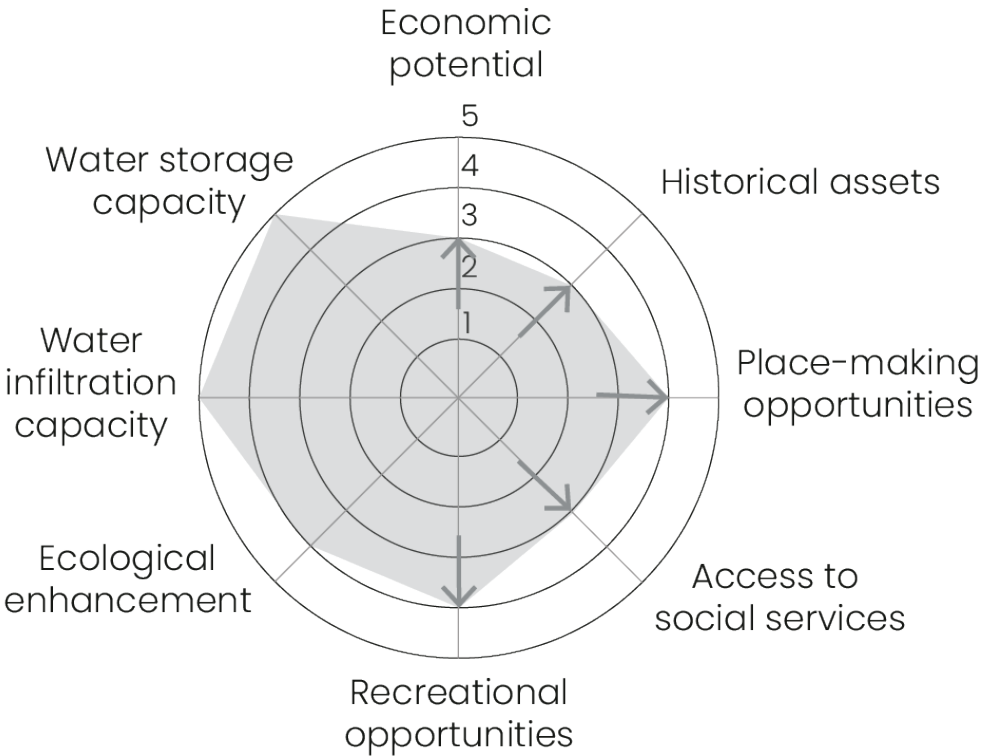 Economic
potential
5
4
3
2
1
Water storage
capacity
Historical assets
Water
infiltration
capacity
Place-making
opportunities
Ecological
enhancement
Access to
social services
Recreational
opportunities